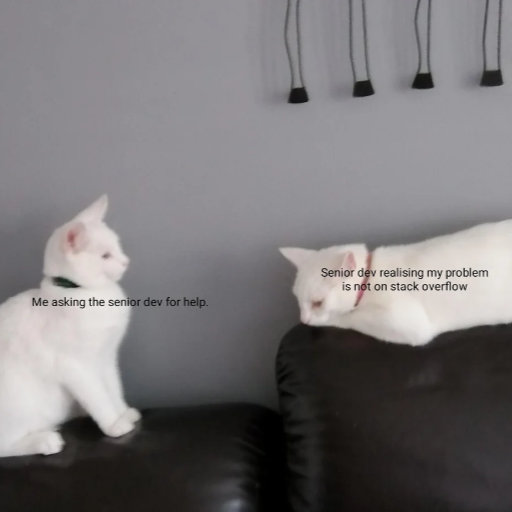 Senior dev realising my problem
is not on stack overflow
Me asking the senior dev for help.